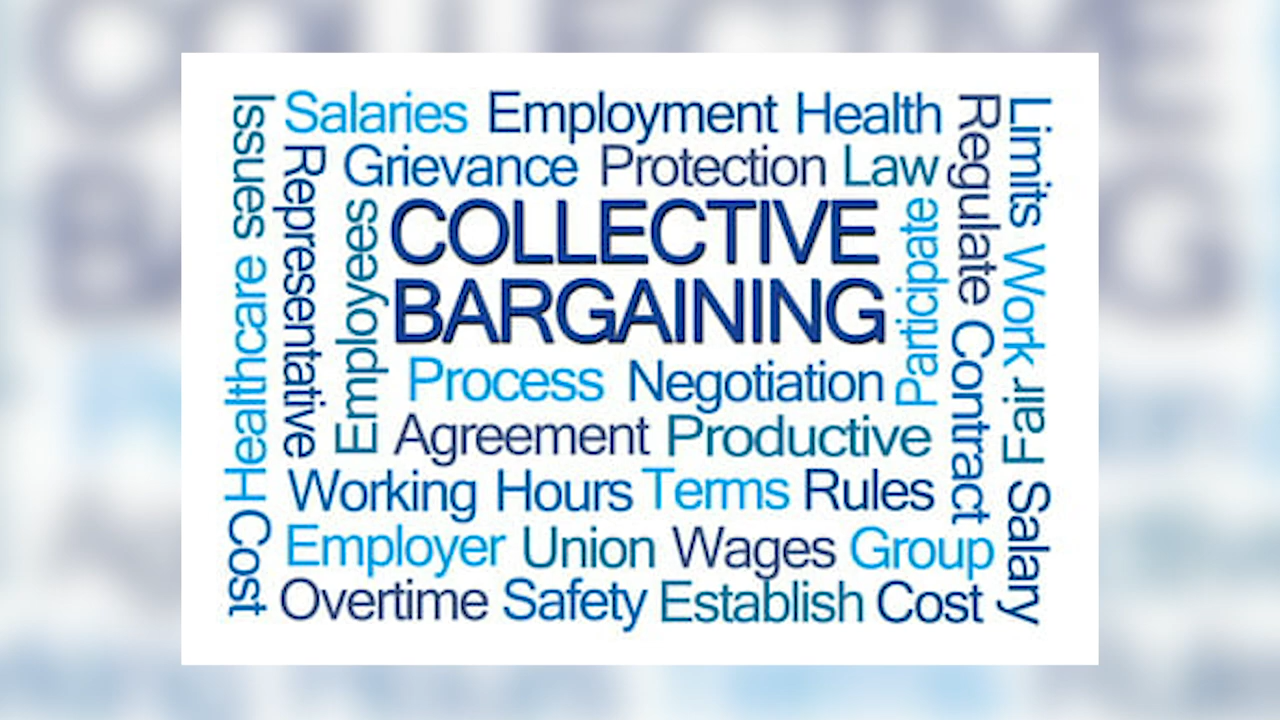 Salaries Employment Health
Grievance Protection Law
COLLECTIVE
BARGAINING
Process Negotiation
Agreement Productive
Working Hours Terms Rules
Employer Union Wages Group
Overtime Safety Establish Cost
Issues
Healthcare
Cost
Representative
Employees
Participate
Regulate
Contract
Limits
Work
Fair
Salary